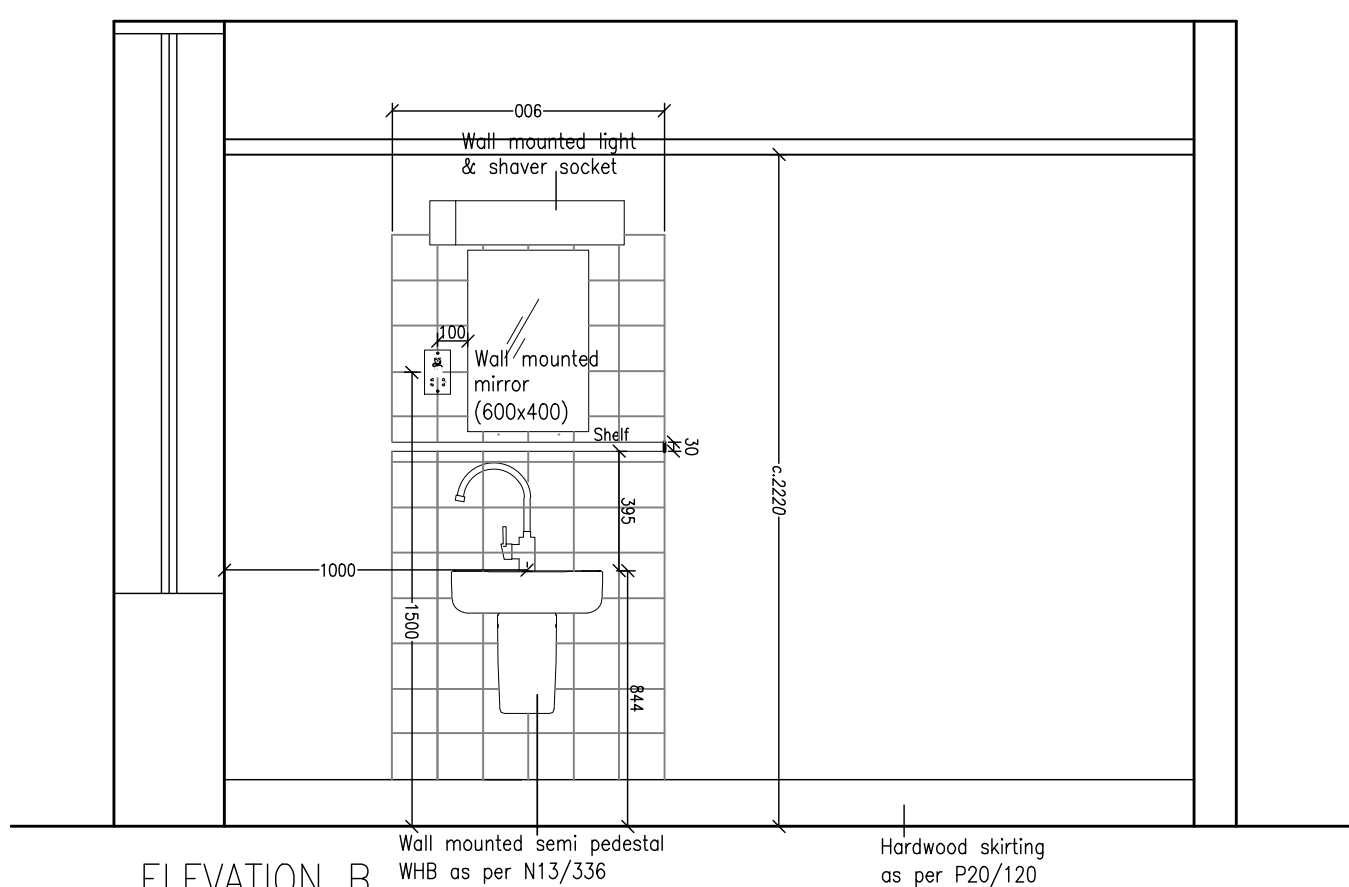 900
Wall mounted light
& shaver socket
100
Wall mounted
mirror
(600x400)
Shelf
30
c.2220
395
1000
1500
844
Wall mounted semi pedestal
WHB as per N13/336
Hardwood skirting
as per P20/120
ELEVATION B